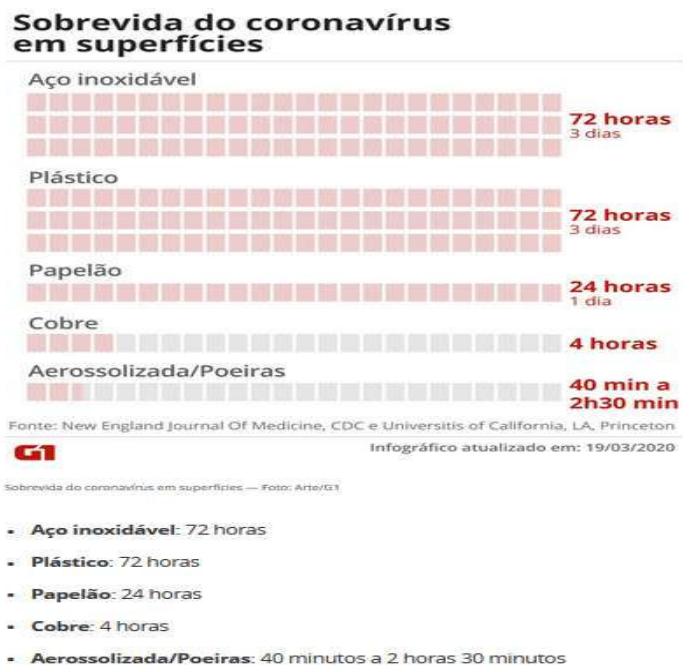 Sobrevida do coronavírus
em superfícies
Aço inoxidável
72 horas
3 dias
Plástico
72 horas
3 dias
Papelão
24 horas
1 dia
Cobre
4 horas
Aerossolizada/Poeiras
40 min a
2h30 min
Fonte: New England Journal Of Medicine, CDC e Universitis of California, LA, Princeton
G1
Infográfico atualizado em: 19/03/2020
Sobrevida do coronavírus em superfícies — Foto: Arte/G1
• Aço inoxidável: 72 horas
• Plástico: 72 horas
• Papelão: 24 horas
• Cobre: 4 horas
• Aerossolizada/Poeiras: 40 minutos a 2 horas 30 minutos